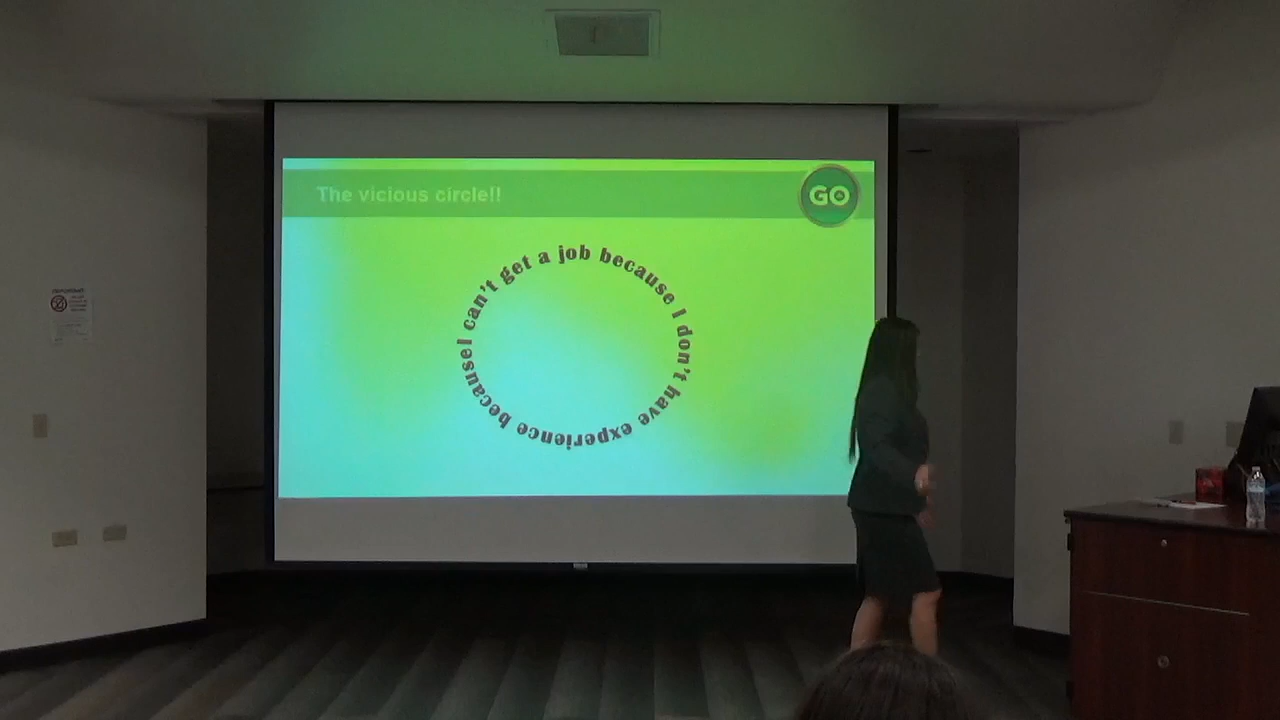 The vicious circle!!
GO
I can't get a job because I don't have experience because